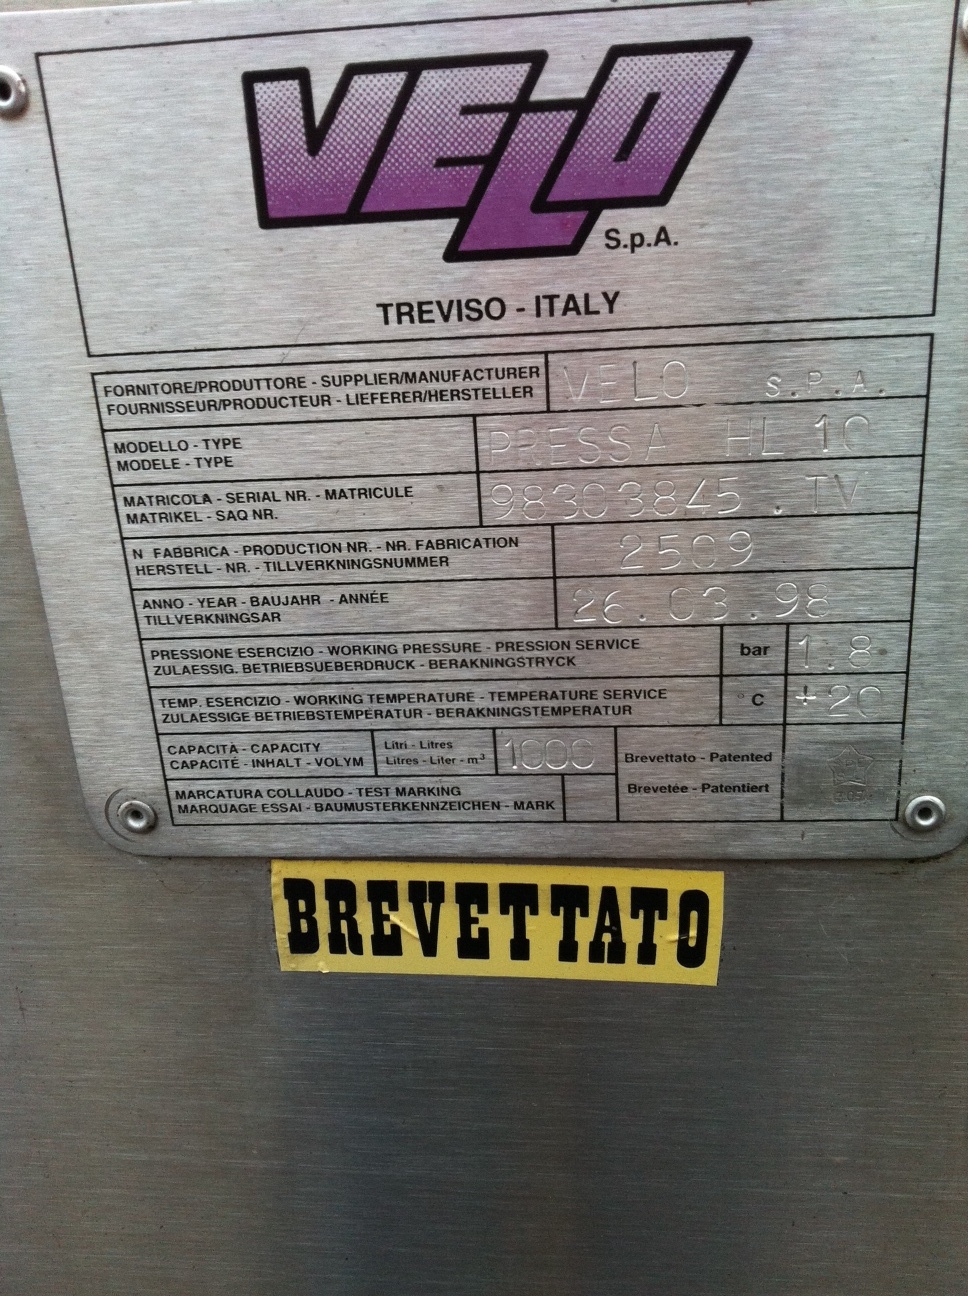 VELO
S.p.A.
TREVISO - ITALY
FORNITORE/PRODUTTORE - SUPPLIER/MANUFACTURER
FOURNISSEUR/PRODUCTEUR - LIEFERER/HERSTELLER
VELO S.P.A.
MODELLO - TYPE
MODELE - TYPE
PRESSA HL 10
MATRICOLA - SERIAL NR. - MATRICULE
MATRIKEL - SAQ NR.
98303845 . TV
N FABBRICA - PRODUCTION NR. - NR. FABRICATION
HERSTELL - NR. - TILLVERKNINGSNUMMER
2509
ANNO - YEAR - BAUJAHR - ANNÉE
TILLVERKNINGSAR
26.03.98
PRESSIONE ESERCIZIO - WORKING PRESSURE - PRESSION SERVICE
ZULAESSIG. BETRIEBSUEBERDRUCK - BERAKNINGSTRYCK
bar
1.8
TEMP. ESERCIZIO - WORKING TEMPERATURE - TEMPERATURE SERVICE
ZULAESSIGE BETRIEBSTEMPERATUR - BERAKNINGSTEMPERATUR
°C
+20
CAPACITÀ - CAPACITY
CAPACITÉ - INHALT - VOLYM
Litri - Litres
Litres - Liter - m³
1000
Brevettato - Patented
Brevetée - Patentiert
MARCATURA COLLAUDO - TEST MARKING
MARQUAGE ESSAI - BAUMUSTERKENNZEICHEN - MARK
BREVETTATO